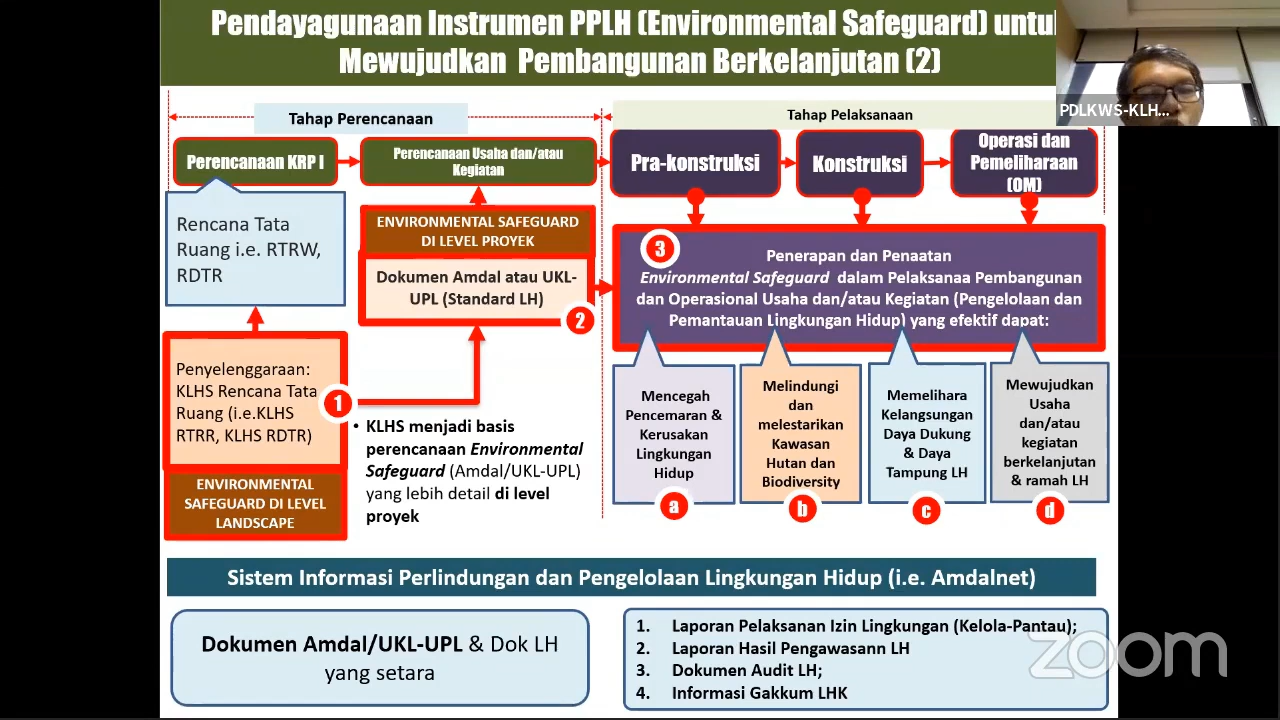 Pendayagunaan Instrumen PPLH (Environmental Safeguard) untu
Mewujudkan Pembangunan Berkelanjutan (2)
PDLKWS-KLH...
Tahap Perencanaan
Tahap Pelaksanaan
Perencanaan KRP I
Perencanaan Usaha dan/atau
Kegiatan
Pra-konstruksi
Konstruksi
Operasi dan
Pemeliharaan
(OM)
Rencana Tata
Ruang i.e. RTRW,
RDTR
ENVIRONMENTAL SAFEGUARD
DI LEVEL PROYEK
Dokumen Amdal atau UKL-
UPL (Standard LH)
2
3
Penerapan dan Penaatan
Environmental Safeguard dalam Pelaksanaa Pembangunan
dan Operasional Usaha dan/atau Kegiatan (Pengelolaan dan
Pemantauan Lingkungan Hidup) yang efektif dapat:
Penyelenggaraan:
KLHS Rencana Tata
Ruang (i.e.KLHS
RTRR, KLHS RDTR)
1
ENVIRONMENTAL
SAFEGUARD DI LEVEL
LANDSCAPE
• KLHS menjadi basis
perencanaan Environmental
Safeguard (Amdal/UKL-UPL)
yang lebih detail di level
proyek
Mencegah
Pencemaran &
Kerusakan
Lingkungan
Hidup
a
Melindungi
dan
melestarikan
Kawasan
Hutan dan
Biodiversity
b
Memelihara
Kelangsungan
Daya Dukung
& Daya
Tampung LH
c
Mewujudkan
Usaha
dan/atau
kegiatan
berkelanjutan
& ramah LH
d
Sistem Informasi Perlindungan dan Pengelolaan Lingkungan Hidup (i.e. Amdalnet)
Dokumen Amdal/UKL-UPL & Dok LH
yang setara
1. Laporan Pelaksanan Izin Lingkungan (Kelola-Pantau);
2. Laporan Hasil Pengawasann LH
3. Dokumen Audit LH;
4. Informasi Gakkum LHK
zoom